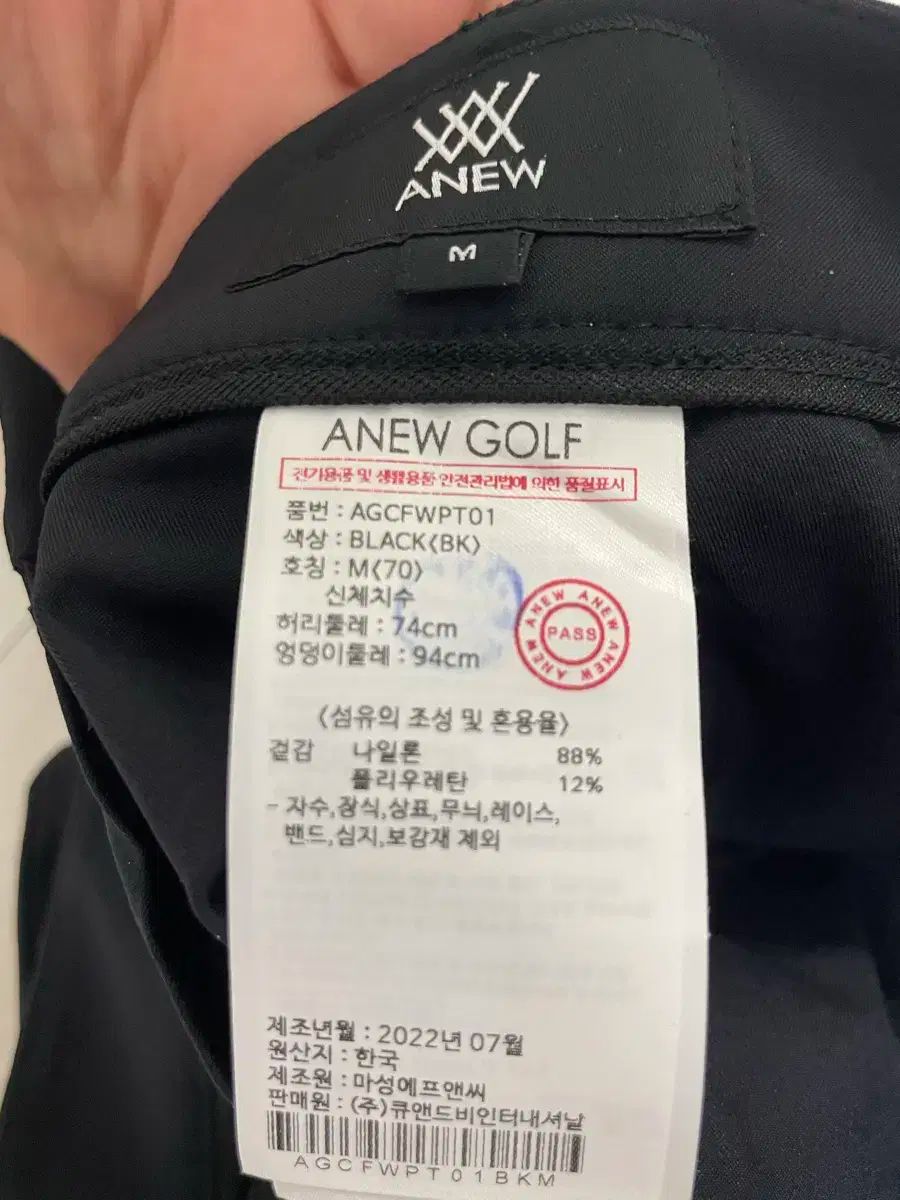 ANEW
M
ANEW GOLF
전기용품 및 생활용품 안전관리법에 의한 품질표시
품번 : AGCFWPT01
색상 : BLACK(BK)
호칭 : M(70)
신체치수
허리둘레 : 74cm
엉덩이둘레 : 94cm
ANEW ANEW ANEW ANEW
PASS
〈섬유의 조성 및 혼용율〉
겉감 나일론 88%
폴리우레탄 12%
- 자수,장식,상표,무늬,레이스,
밴드,심지,보강재 제외
제조년월 : 2022년 07월
원산지 : 한국
제조원 : 마성에프앤씨
판매원 : (주)큐앤드비인터내셔날
AGCFWPT01BKM